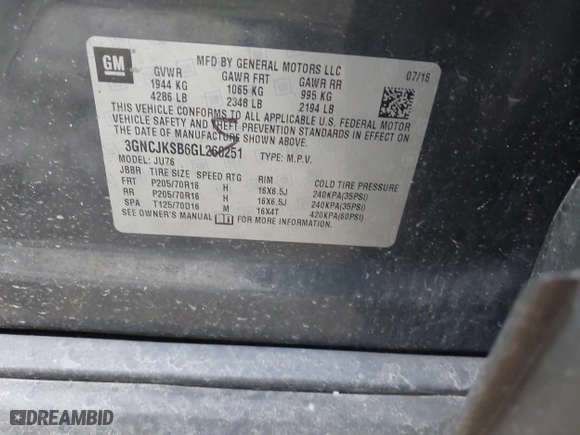 GM
MFD BY GENERAL MOTORS LLC
07/16
GVWR GAWR FRT GAWR RR
1944 KG 1065 KG 995 KG
4286 LB 2348 LB 2194 LB
THIS VEHICLE CONFORMS TO ALL APPLICABLE U.S. FEDERAL MOTOR
VEHICLE SAFETY AND THEFT PREVENTION STANDARDS IN EFFECT ON
THE DATE OF MANUFACTURE SHOWN ABOVE.
3GNCJKSB6GL268251 TYPE: M.P.V.
MODEL: JU76
JBBR TIRE SIZE SPEED RTG RIM COLD TIRE PRESSURE
FRT P205/70R16 H 16X6.5J 240KPA(35PSI)
RR P205/70R16 H 16X6.5J 240KPA(35PSI)
SPA T125/70D16 M 16X4T 420KPA(60PSI)
SEE OWNER'S MANUAL FOR MORE INFORMATION
DREAMBID